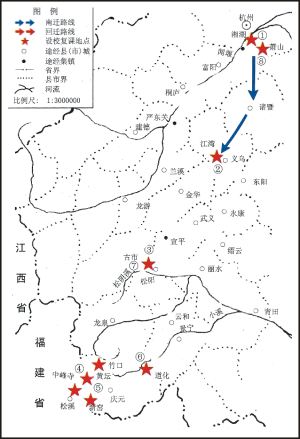 图 例
南迁路线
回迁路线
设校复课地点
途经县(市)城
途经集镇
省界
县市界
河流
比例尺: 1:3000000
杭州
湘湖
①
萧山
⑧
闻堰
富阳
桐庐
诸暨
严东关
建德
江湾
义乌
②
兰溪
东阳
金华
龙游
永康
武义
宣平
缙云
古市
③
⑦
松阴溪
松阳
丽水
江
西
省
青田
小溪
云和
龙泉
景宁
福
建
省
竹口
⑥
道化
④
中峰寺
黄坛
⑤
庆元
松溪
新窑